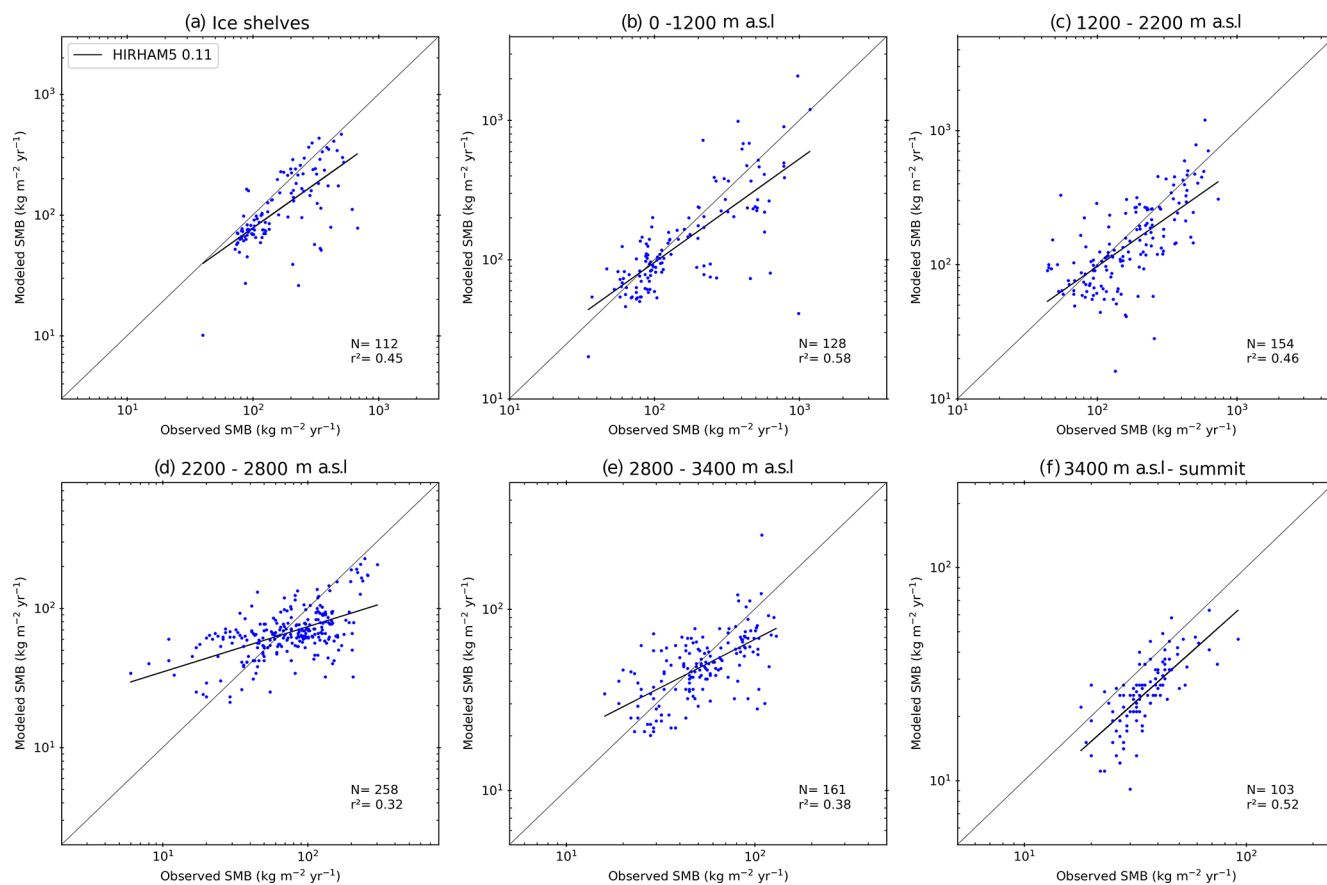 (a) Ice shelves
HIRHAM5 0.11
10³
10²
10¹
Modeled SMB (kg m⁻² yr⁻¹)
N= 112
r²= 0.45
10¹ 10² 10³
Observed SMB (kg m⁻² yr⁻¹)
(b) 0 -1200 m a.s.l
10³
10²
10¹
Modeled SMB (kg m⁻² yr⁻¹)
N= 128
r²= 0.58
10¹ 10² 10³
Observed SMB (kg m⁻² yr⁻¹)
(c) 1200 - 2200 m a.s.l
10³
10²
10¹
Modeled SMB (kg m⁻² yr⁻¹)
N= 154
r²= 0.46
10¹ 10² 10³
Observed SMB (kg m⁻² yr⁻¹)
(d) 2200 - 2800 m a.s.l
10²
10¹
Modeled SMB (kg m⁻² yr⁻¹)
N= 258
r²= 0.32
10¹ 10²
Observed SMB (kg m⁻² yr⁻¹)
(e) 2800 - 3400 m a.s.l
10²
10¹
Modeled SMB (kg m⁻² yr⁻¹)
N= 161
r²= 0.38
10¹ 10²
Observed SMB (kg m⁻² yr⁻¹)
(f) 3400 m a.s.l- summit
10²
10¹
Modeled SMB (kg m⁻² yr⁻¹)
N= 103
r²= 0.52
10¹ 10²
Observed SMB (kg m⁻² yr⁻¹)